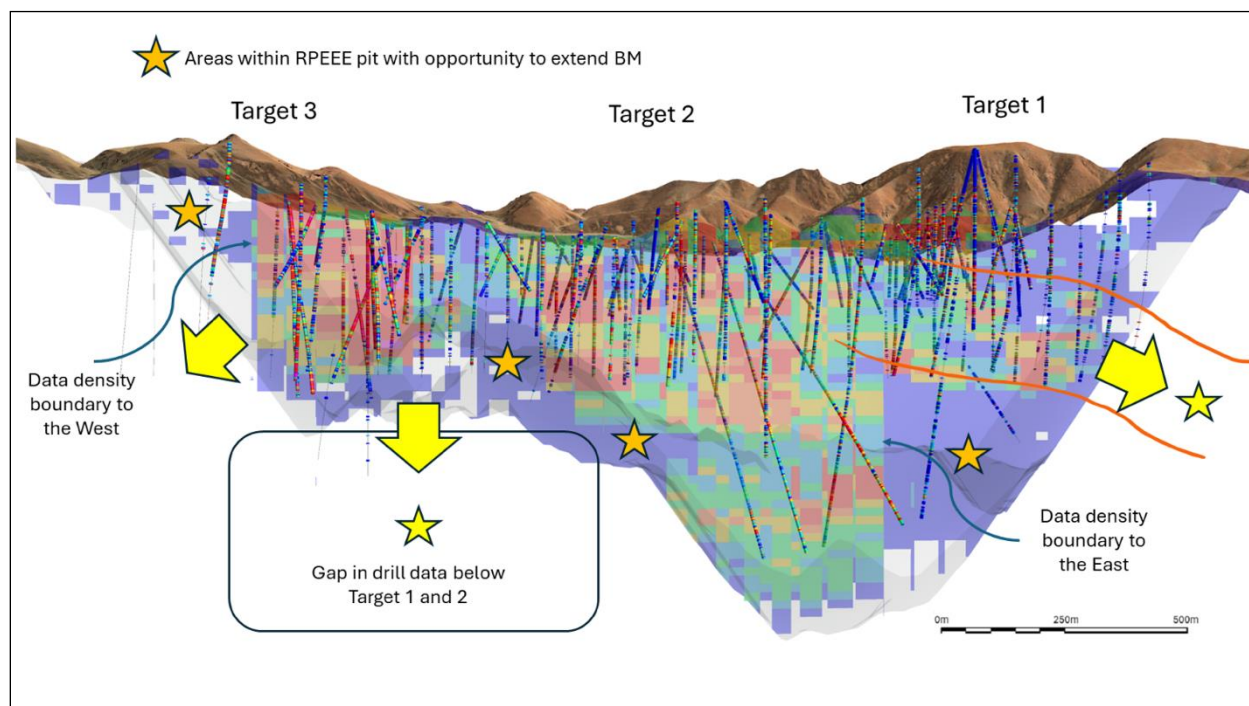 Areas within RPEEE pit with opportunity to extend BM
Target 3
Target 2
Target 1
Data density
boundary to
the West
Gap in drill data below
Target 1 and 2
Data density
boundary to
the East
0m 250m 500m